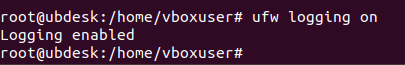 root@ubdesk:/home/vboxuser# ufw logging on
Logging enabled
root@ubdesk:/home/vboxuser#